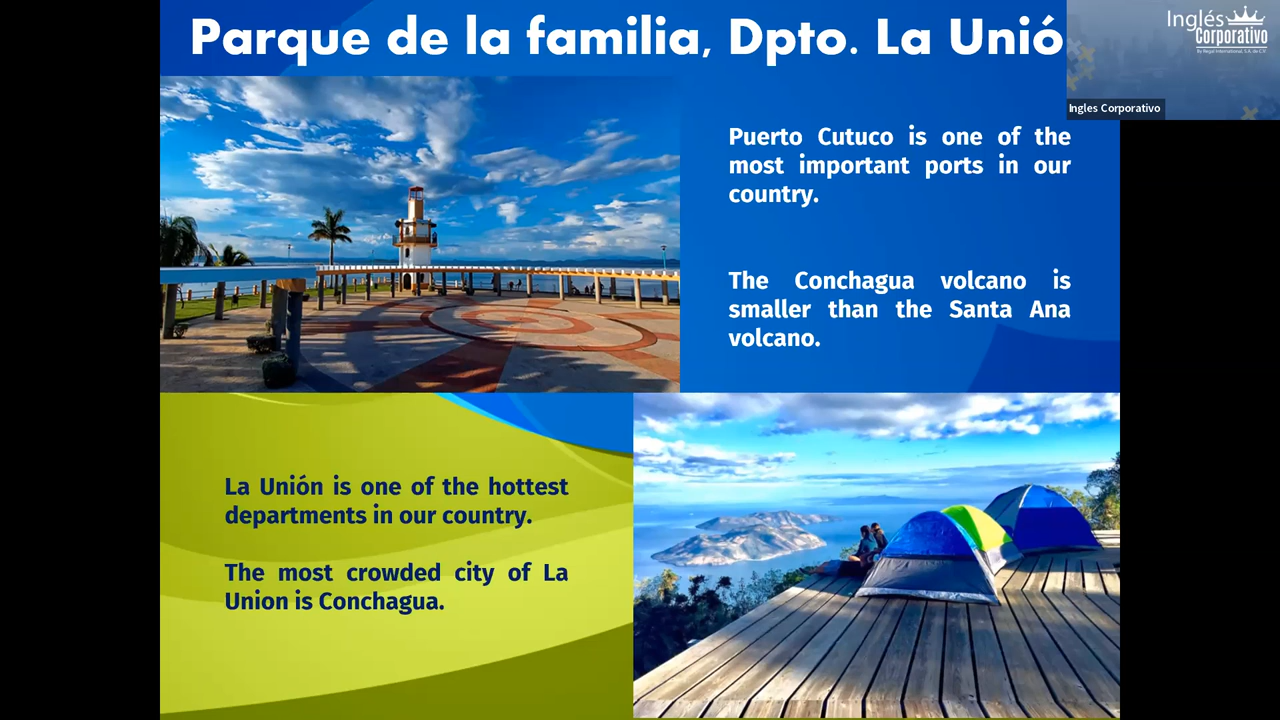 Parque de la familia, Dpto. La Unió
Inglés
Corporativo
Ingles Corporativo
Puerto Cutuco is one of the
most important ports in our
country.
The Conchagua volcano is
smaller than the Santa Ana
volcano.
La Unión is one of the hottest
departments in our country.
The most crowded city of La
Union is Conchagua.